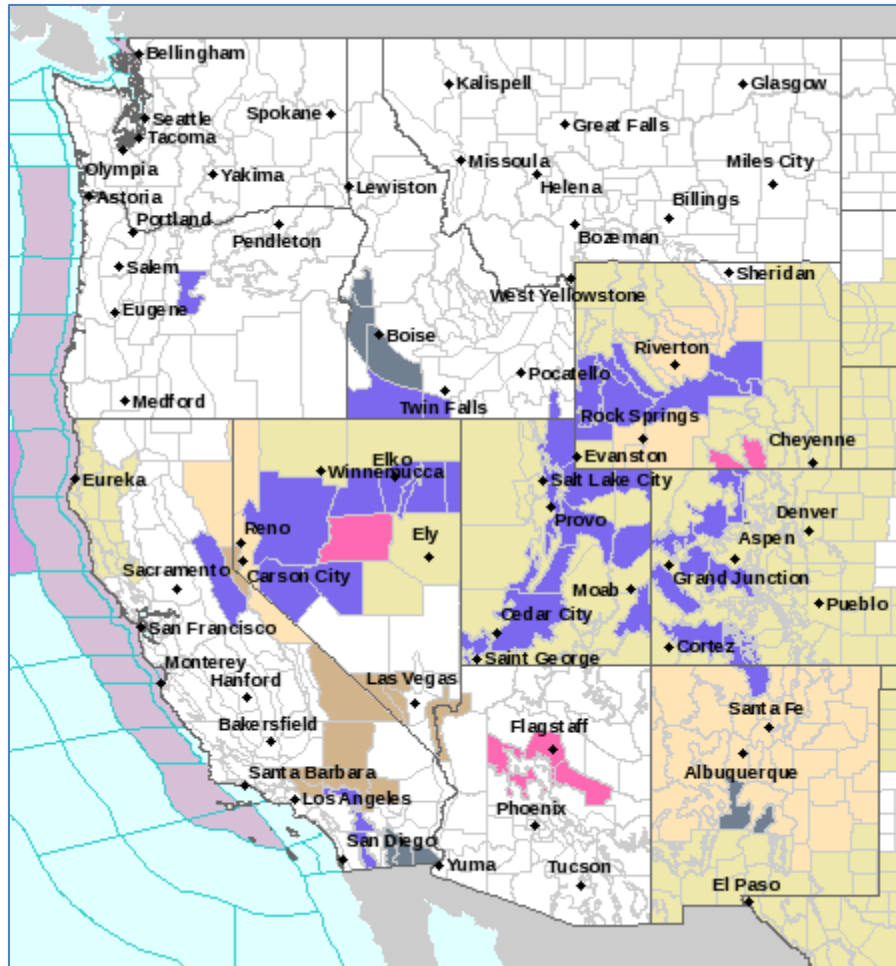 Bellingham
Kalispell
Glasgow
Seattle
Spokane
Great Falls
Tacoma
Olympia
Missoula
Miles City
Yakima
Helena
Lewiston
Astoria
Billings
Portland
Pendleton
Bozeman
Salem
Sheridan
West Yellowstone
Eugene
Boise
Riverton
Pocatello
Medford
Twin Falls
Rock Springs
Cheyenne
Elko
Evanston
Winnemucca
Eureka
Salt Lake City
Denver
Provo
Reno
Ely
Aspen
Sacramento
Carson City
Grand Junction
Moab
Pueblo
Cedar City
San Francisco
Cortez
Saint George
Monterey
Hanford
Las Vegas
Santa Fe
Bakersfield
Flagstaff
Santa Barbara
Albuquerque
Los Angeles
Phoenix
San Diego
Yuma
Tucson
El Paso